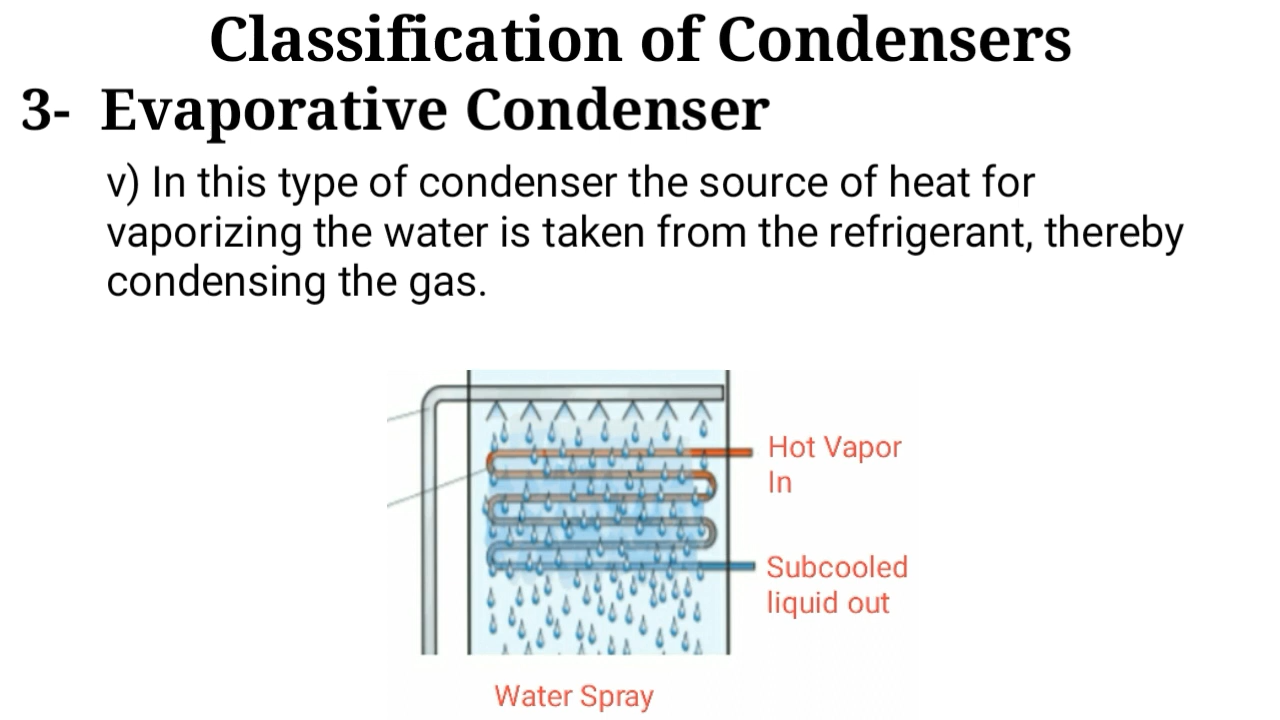 Classification of Condensers
3- Evaporative Condenser
v) In this type of condenser the source of heat for
vaporizing the water is taken from the refrigerant, thereby
condensing the gas.
Hot Vapor
In
Subcooled
liquid out
Water Spray